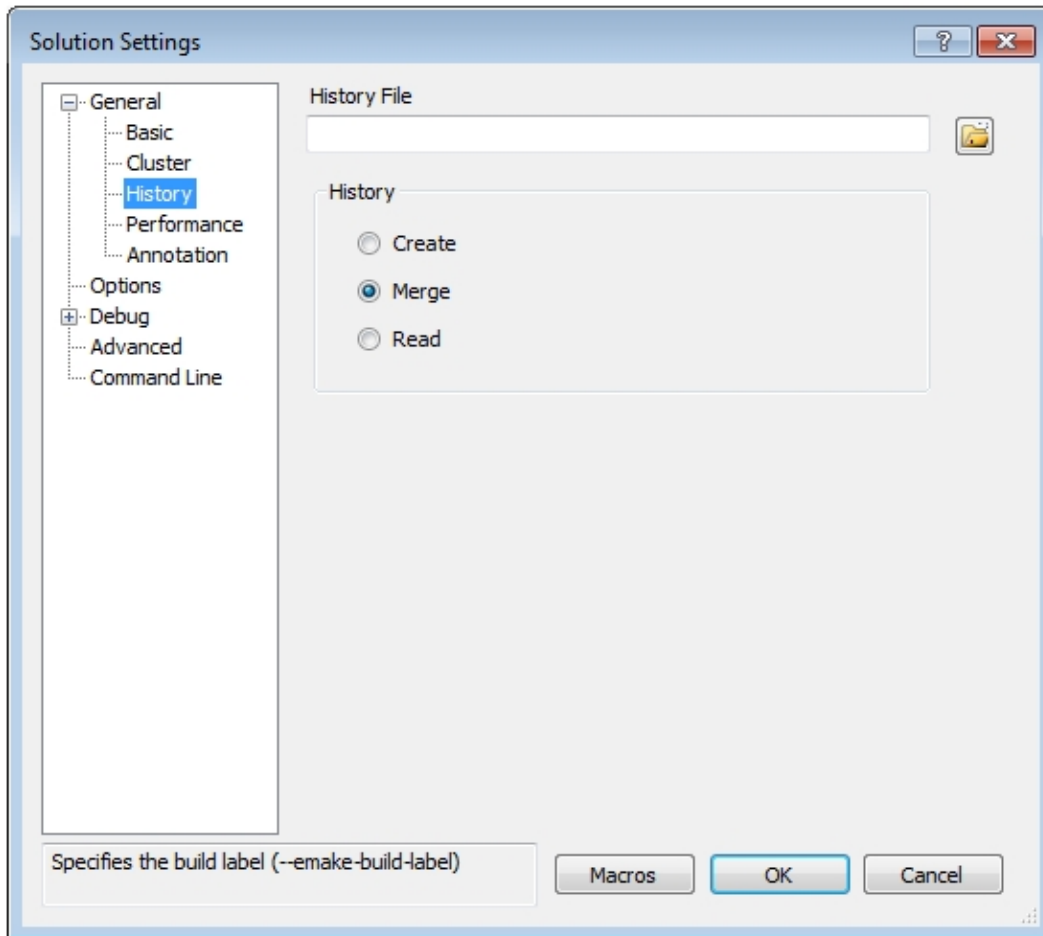 Solution Settings
General
Basic
Cluster
History
Performance
Annotation
Options
Debug
Advanced
Command Line
History File
History
Create
Merge
Read
Specifies the build label (--emake-build-label)
Macros
OK
Cancel